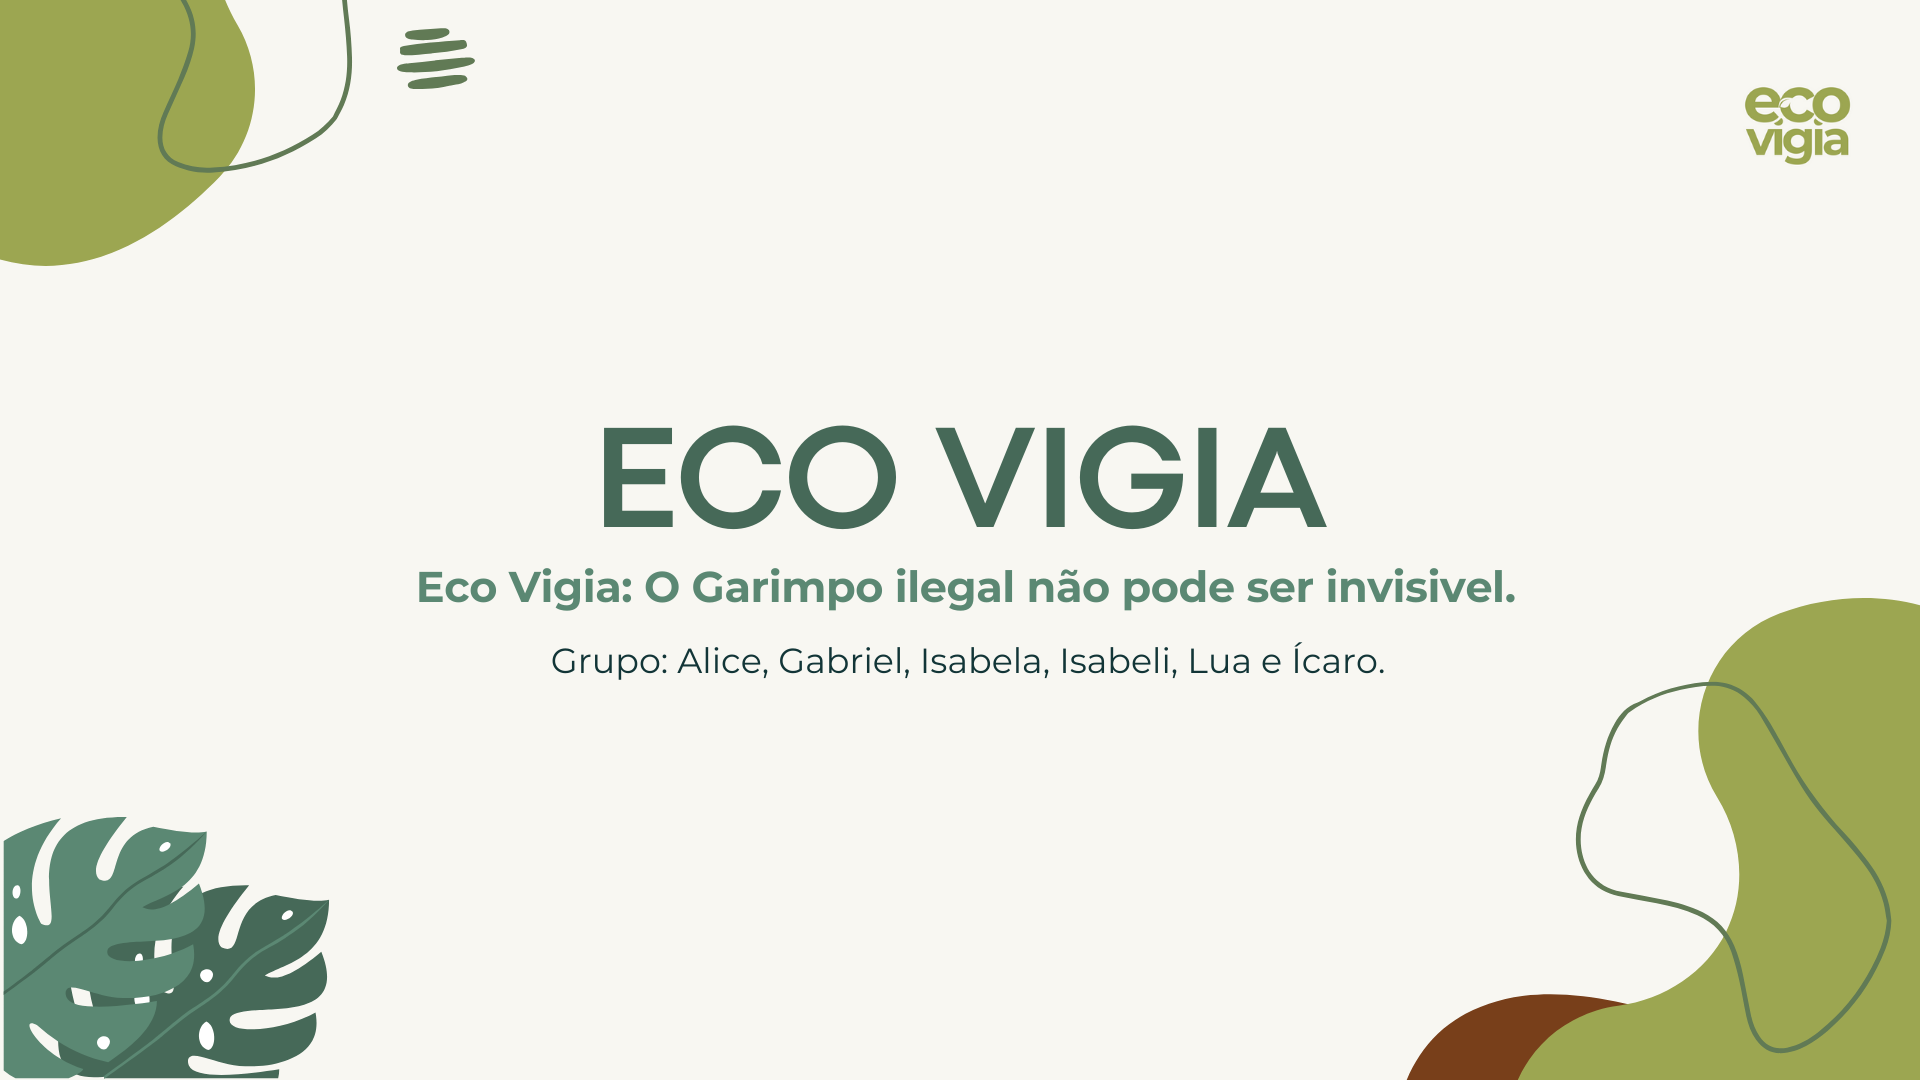 eco
vigia
ECO VIGIA
Eco Vigia: O Garimpo ilegal não pode ser invisivel.
Grupo: Alice, Gabriel, Isabela, Isabeli, Lua e Ícaro.